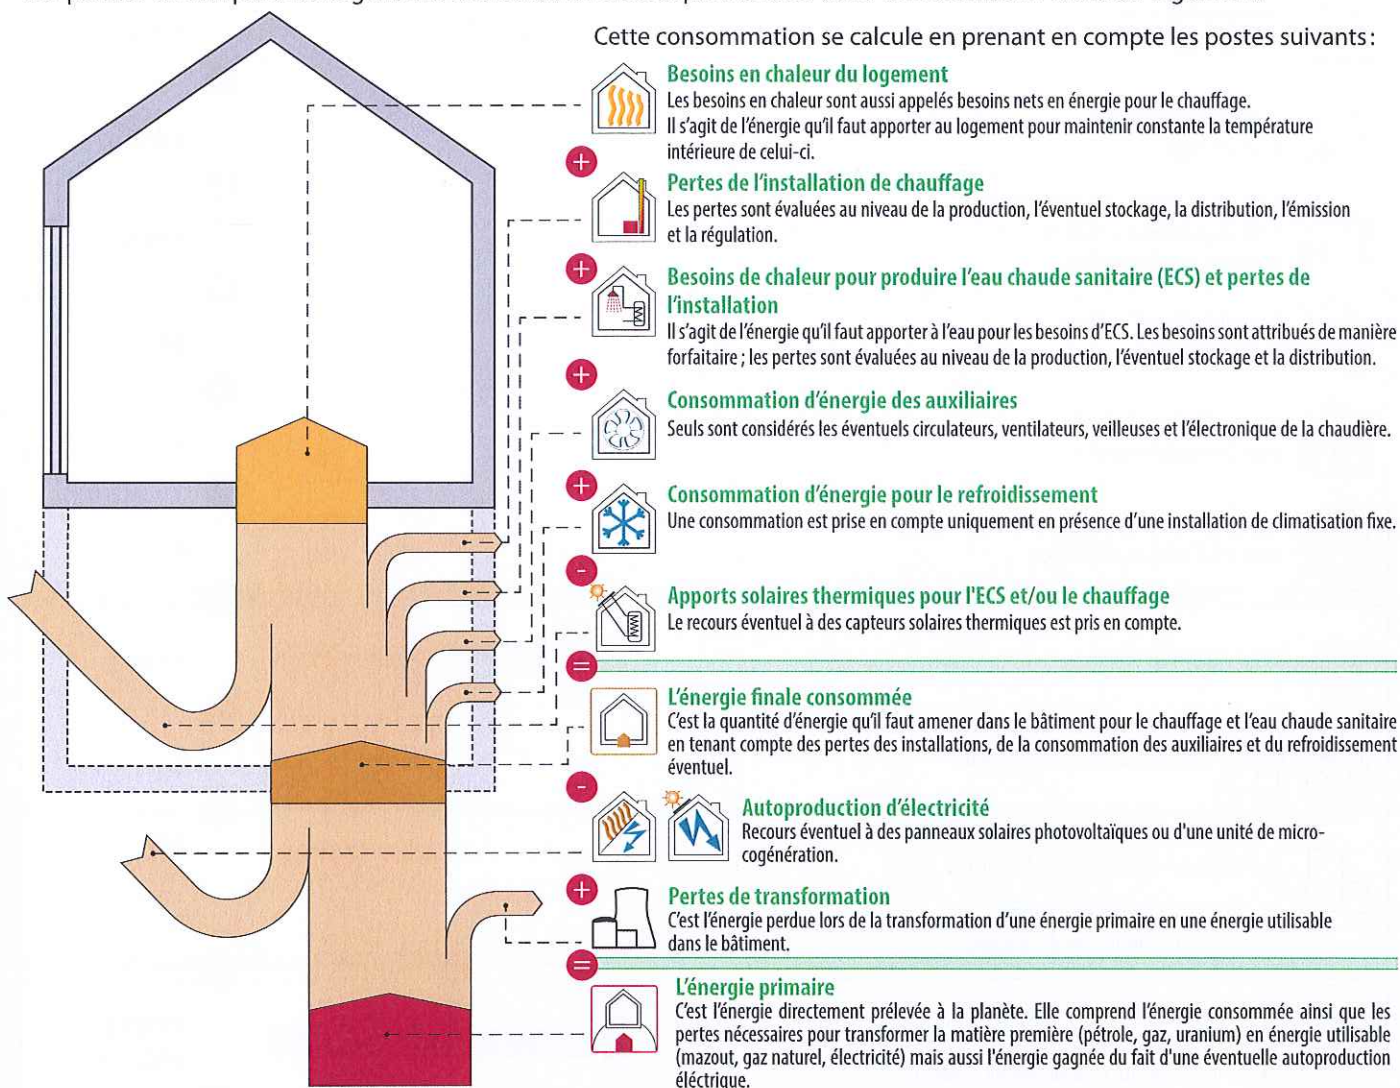 Cette consommation se calcule en prenant en compte les postes suivants :
Besoins en chaleur du logement
Les besoins en chaleur sont aussi appelés besoins nets en énergie pour le chauffage.
Il s'agit de l'énergie qu'il faut apporter au logement pour maintenir constante la température
intérieure de celui-ci.
+
Pertes de l'installation de chauffage
Les pertes sont évaluées au niveau de la production, l'éventuel stockage, la distribution, l'émission
et la régulation.
+
Besoins de chaleur pour produire l'eau chaude sanitaire (ECS) et pertes de
l'installation
Il s'agit de l'énergie qu'il faut apporter à l'eau pour les besoins d'ECS. Les besoins sont attribués de manière
forfaitaire ; les pertes sont évaluées au niveau de la production, l'éventuel stockage et la distribution.
+
Consommation d'énergie des auxiliaires
Seuls sont considérés les éventuels circulateurs, ventilateurs, veilleuses et l'électronique de la chaudière.
+
Consommation d'énergie pour le refroidissement
Une consommation est prise en compte uniquement en présence d'une installation de climatisation fixe.
-
Apports solaires thermiques pour l'ECS et/ou le chauffage
Le recours éventuel à des capteurs solaires thermiques est pris en compte.
=
L'énergie finale consommée
C'est la quantité d'énergie qu'il faut amener dans le bâtiment pour le chauffage et l'eau chaude sanitaire
en tenant compte des pertes des installations, de la consommation des auxiliaires et du refroidissement
éventuel.
-
Autoproduction d'électricité
Recours éventuel à des panneaux solaires photovoltaïques ou d'une unité de micro-
cogénération.
+
Pertes de transformation
C'est l'énergie perdue lors de la transformation d'une énergie primaire en une énergie utilisable
dans le bâtiment.
=
L'énergie primaire
C'est l'énergie directement prélevée à la planète. Elle comprend l'énergie consommée ainsi que les
pertes nécessaires pour transformer la matière première (pétrole, gaz, uranium) en énergie utilisable
(mazout, gaz naturel, électricité) mais aussi l'énergie gagnée du fait d'une éventuelle autoproduction
éléctrique.